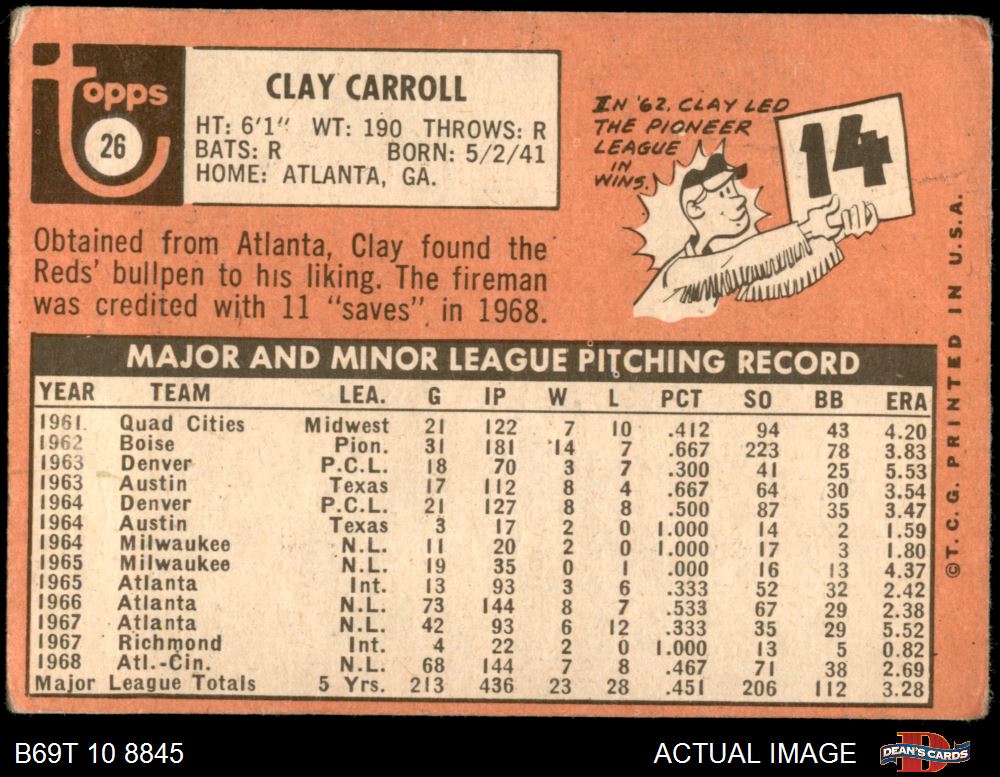 Topps
26
CLAY CARROLL
HT: 6'1" WT: 190 THROWS: R
BATS: R BORN: 5/2/41
HOME: ATLANTA, GA.
IN '62, CLAY LED
THE PIONEER
LEAGUE
IN
WINS.
14
Obtained from Atlanta, Clay found the
Reds' bullpen to his liking. The fireman
was credited with 11 "saves" in 1968.
MAJOR AND MINOR LEAGUE PITCHING RECORD
YEAR TEAM LEA. G IP W L PCT SO BB ERA
1961 Quad Cities Midwest 21 122 7 10 .412 94 43 4.20
1962 Boise Pion. 31 181 *14 7 .667 223 78 3.83
1963 Denver P.C.L. 18 70 3 7 .300 41 25 5.53
1963 Austin Texas 17 112 8 4 .667 64 30 3.54
1964 Denver P.C.L. 21 127 8 8 .500 87 35 3.47
1964 Austin Texas 3 17 2 0 1.000 14 2 1.59
1964 Milwaukee N.L. 11 20 2 0 1.000 17 3 1.80
1965 Milwaukee N.L. 19 35 0 1 .000 16 13 4.37
1965 Atlanta Int. 13 93 3 6 .333 52 32 2.42
1966 Atlanta N.L. 73 144 8 7 .533 67 29 2.38
1967 Atlanta N.L. 42 93 6 12 .333 35 29 5.52
1967 Richmond Int. 4 22 2 0 1.000 13 5 0.82
1968 Atl.-Cin. N.L. 68 144 7 8 .467 71 38 2.69
Major League Totals 5 Yrs. 213 436 23 28 .451 206 112 3.28
©T.C.G. PRINTED IN U.S.A.
B69T 10 8845
ACTUAL IMAGE
D
DEAN'S CARDS